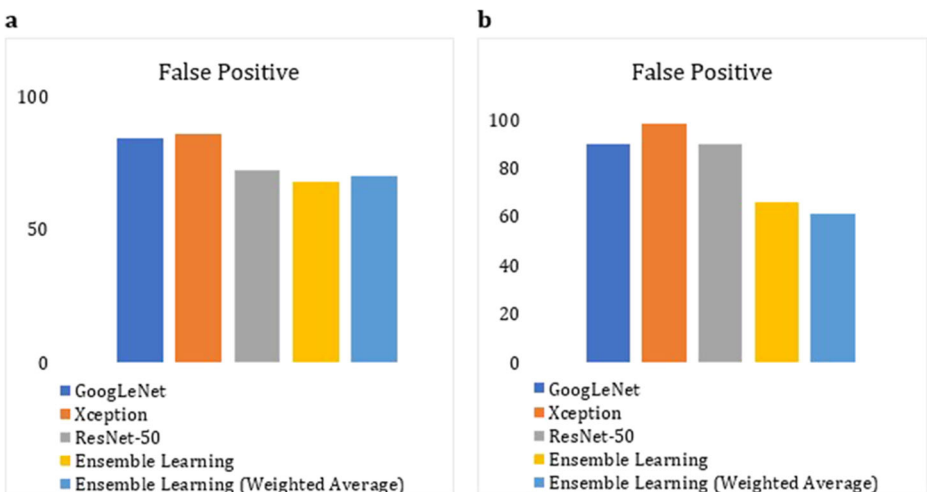 a
False Positive
100
50
0
GoogLeNet
Xception
ResNet-50
Ensemble Learning
Ensemble Learning (Weighted Average)
b
False Positive
100
80
60
40
20
0
GoogLeNet
Xception
ResNet-50
Ensemble Learning
Ensemble Learning (Weighted Average)